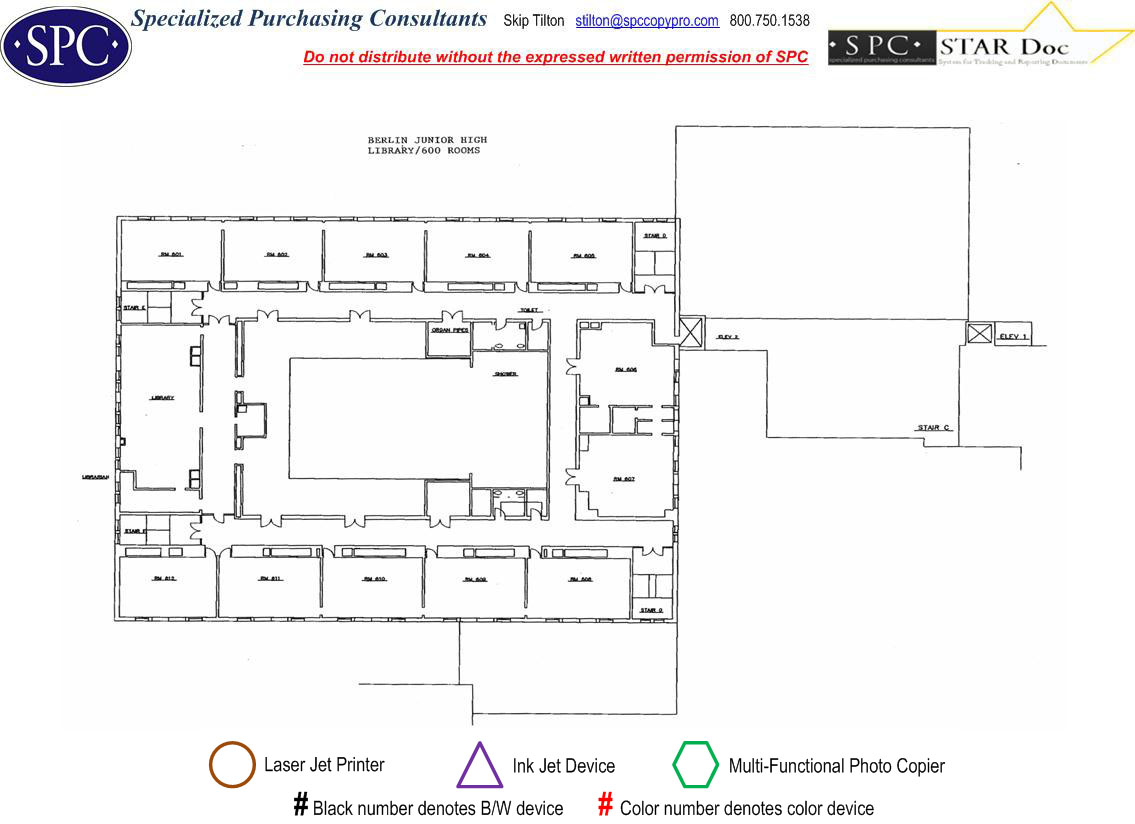 Specialized Purchasing Consultants Skip Tilton stilton@spccopypro.com 800.750.1538
·SPC·
Do not distribute without the expressed written permission of SPC
·SPC· STAR Doc
specialized purchasing consultants System for Tracking and Reporting Documents
BERLIN JUNIOR HIGH
LIBRARY/600 ROOMS
STAIR D
RM 601 RM 602 RM 603 RM 604 RM 605
STAIR E
TOILET
ORGAN PIPES
ELEV 2
ELEV 1
RM 606
SHOWER
LIBRARY
STAIR C
LIBRARIAN
RM 607
STAIR F
RM 612 RM 611 RM 610 RM 609 RM 608
STAIR D
Laser Jet Printer Ink Jet Device Multi-Functional Photo Copier
# Black number denotes B/W device # Color number denotes color device